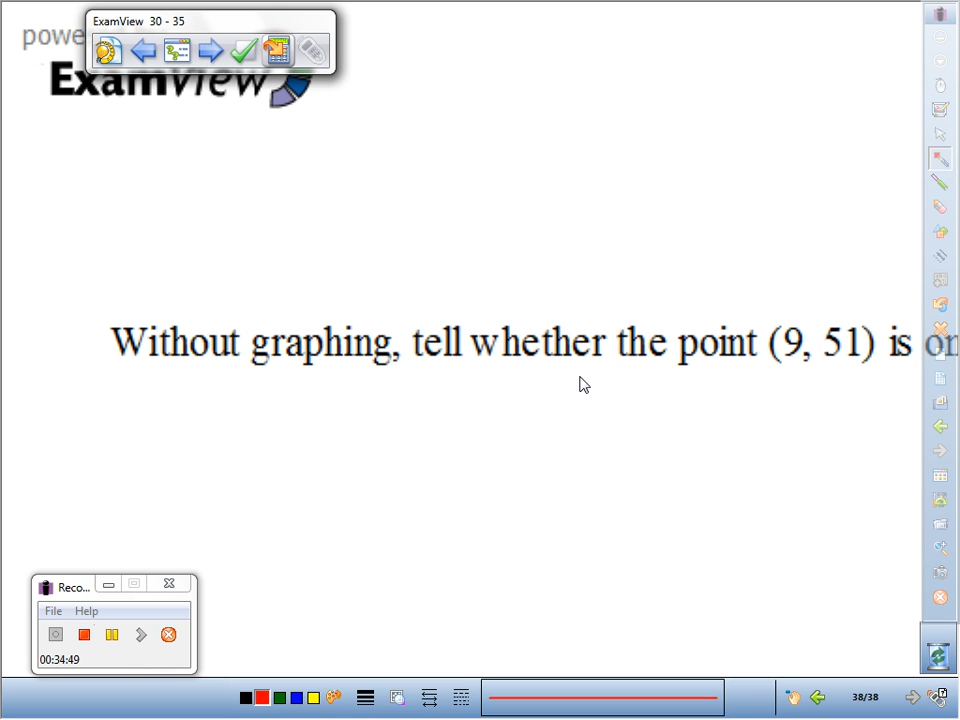 ExamView 30 - 35
powe
ExamView
Without graphing, tell whether the point (9, 51) is on
Reco...
File Help
00:34:49
38/38